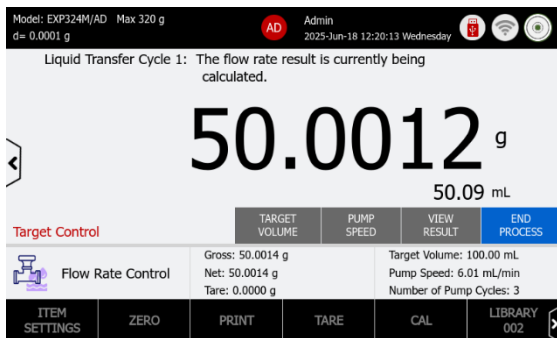 Model: EXP324M/AD Max 320 g
d= 0.0001 g
AD
Admin
2025-Jun-18 12:20:13 Wednesday
Liquid Transfer Cycle 1: The flow rate result is currently being
calculated.
50.0012 g
50.09 mL
Target Control
TARGET
VOLUME
PUMP
SPEED
VIEW
RESULT
END
PROCESS
Flow Rate Control
Gross: 50.0014 g
Net: 50.0014 g
Tare: 0.0000 g
Target Volume: 100.00 mL
Pump Speed: 6.01 mL/min
Number of Pump Cycles: 3
ITEM
SETTINGS
ZERO
PRINT
TARE
CAL
LIBRARY
002